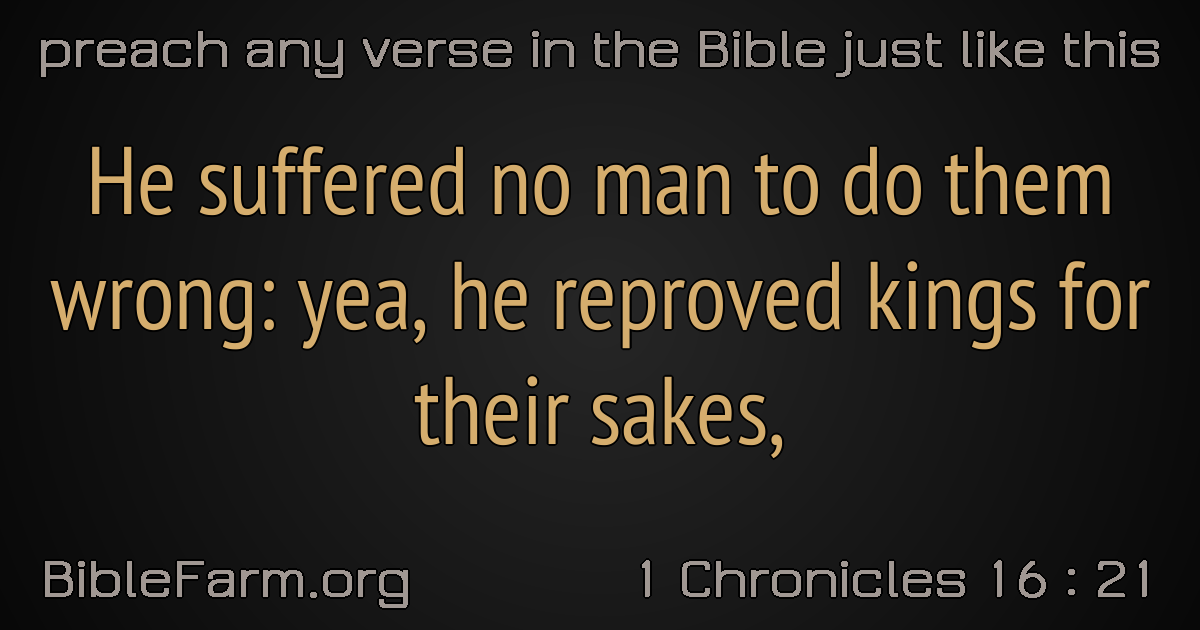 preach any verse in the Bible just like this
He suffered no man to do them
wrong: yea, he reproved kings for
their sakes,
BibleFarm.org
1 Chronicles 16 : 21